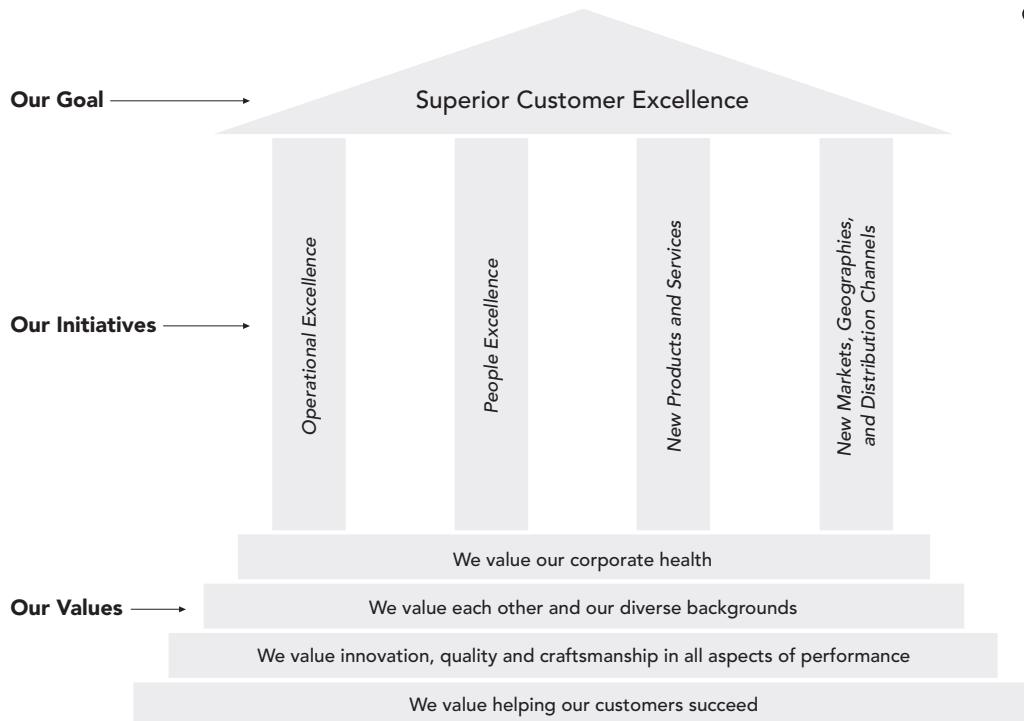 Our Goal
Superior Customer Excellence
Our Initiatives
Operational Excellence
People Excellence
New Products and Services
New Markets, Geographies,
and Distribution Channels
We value our corporate health
Our Values
We value each other and our diverse backgrounds
We value innovation, quality and craftsmanship in all aspects of performance
We value helping our customers succeed